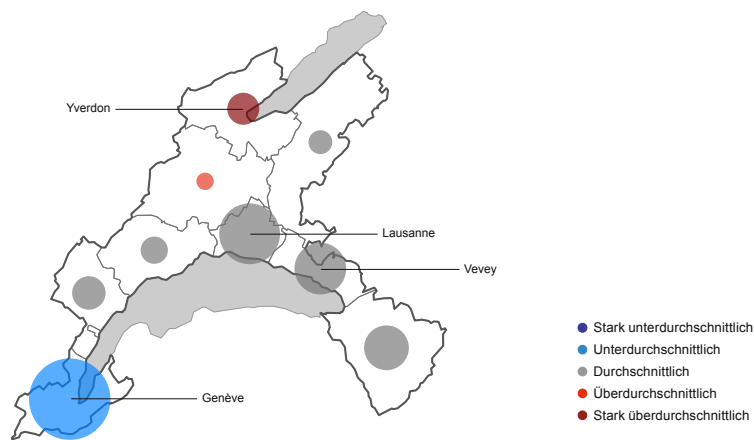 Yverdon
Lausanne
Vevey
Genève
Stark unterdurchschnittlich
Unterdurchschnittlich
Durchschnittlich
Überdurchschnittlich
Stark überdurchschnittlich